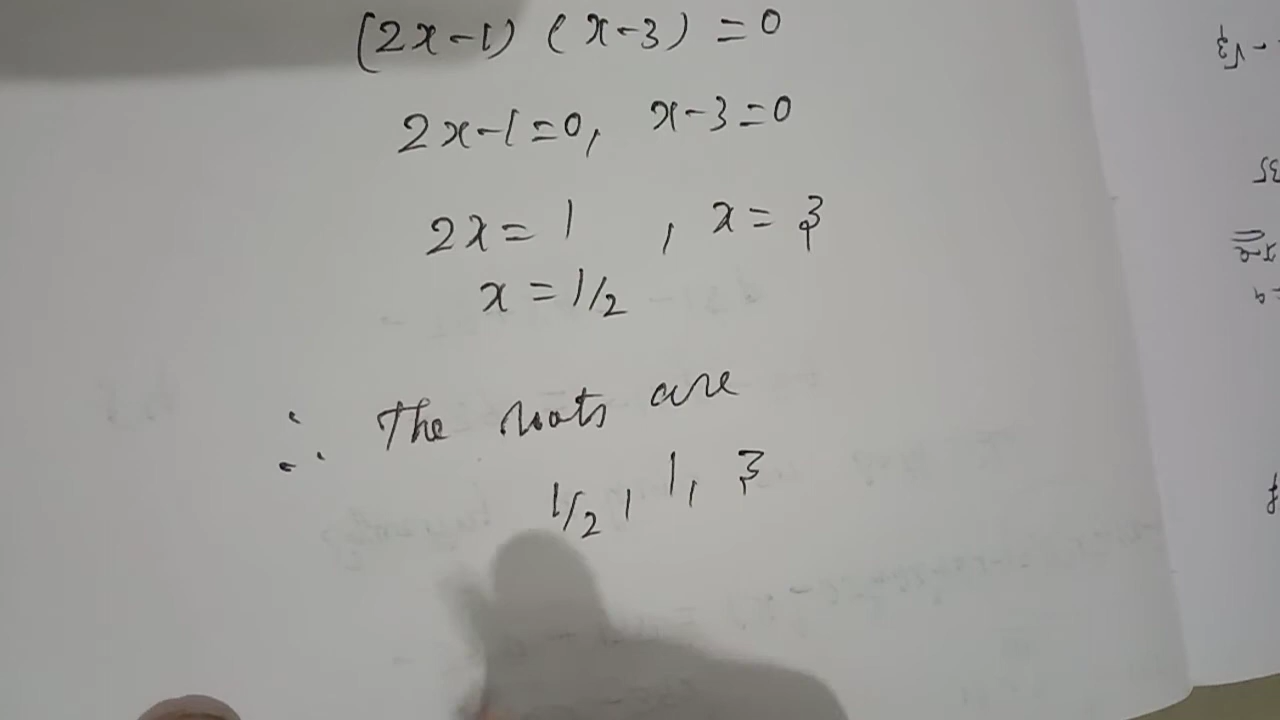 (2x-1) (x-3) = 0
2x-1=0, x-3=0
2x = 1 , x = 3
x = 1/2
∴ The roots are
1/2, 1, 3